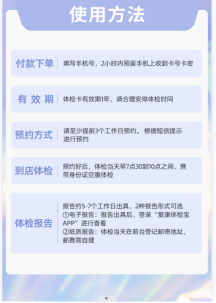 使用方法
付款下单
填写手机号，2小时内预留手机上收到卡号卡密
有 效 期
体检卡有效期1年，请合理安排体检时间
预约方式
请至少提前3个工作日预约。根据短信提示
进行预约
到店体检
预约好后，体检当天早7点30到10点之间，携
带身份证空腹体检
体检报告
报告约5-7个工作日出具，2种报告形式可选
①电子报告：报告出具后，登录“爱康体检宝
APP”进行查看
②纸质报告：体检当天在前台登记邮寄地址，
邮费需自理